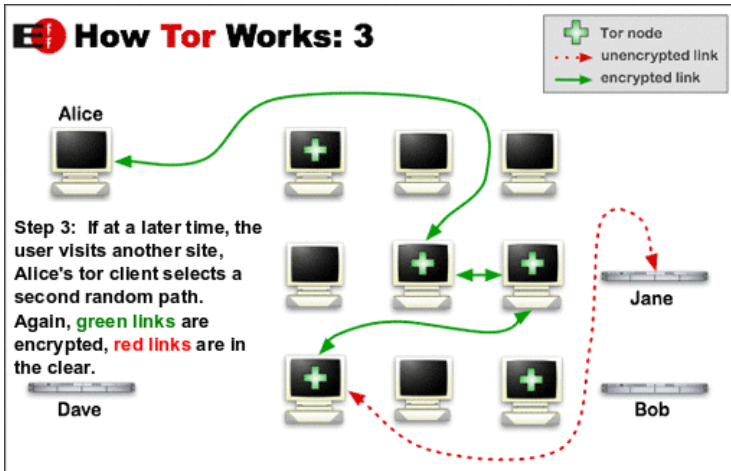 Eff How Tor Works: 3
Tor node
unencrypted link
encrypted link
Alice
Step 3: If at a later time, the
user visits another site,
Alice's tor client selects a
second random path.
Again, green links are
encrypted, red links are in
the clear.
Jane
Dave
Bob